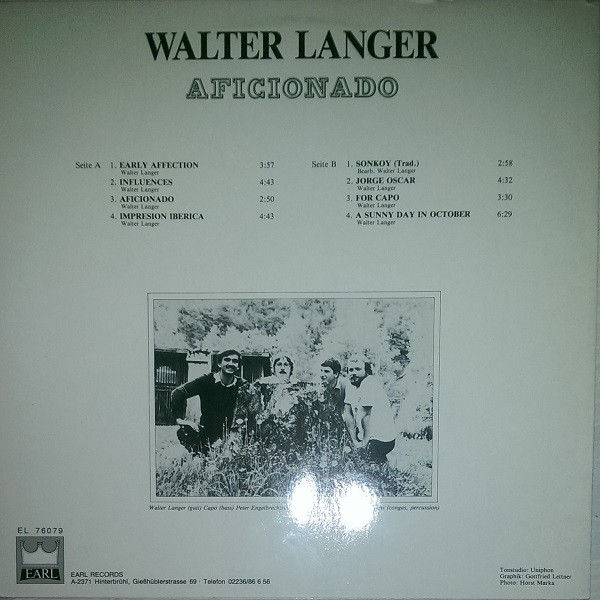 WALTER LANGER
AFICIONADO
Seite A 1. EARLY AFFECTION 3:57
Walter Langer
2. INFLUENCES 4:43
Walter Langer
3. AFICIONADO 2:50
Walter Langer
4. IMPRESION IBERICA 4:43
Walter Langer
Seite B 1. SONKOY (Trad.) 2:58
Bearb. Walter Langer
2. JORGE OSCAR 4:32
Walter Langer
3. FOR CAPO 3:30
Walter Langer
4. A SUNNY DAY IN OCTOBER 6:29
Walter Langer
Walter Langer (guit) Capo (bass) Peter (congas, percussion)
EL 76079
EARL
EARL RECORDS
A-2371 Hinterbrühl, Gießhüblerstrasse 69 · Telefon 02236/86 6 56
Tonstudio: Uniphon
Graphik: Gottfried Lettner
Photo: Horst Marka